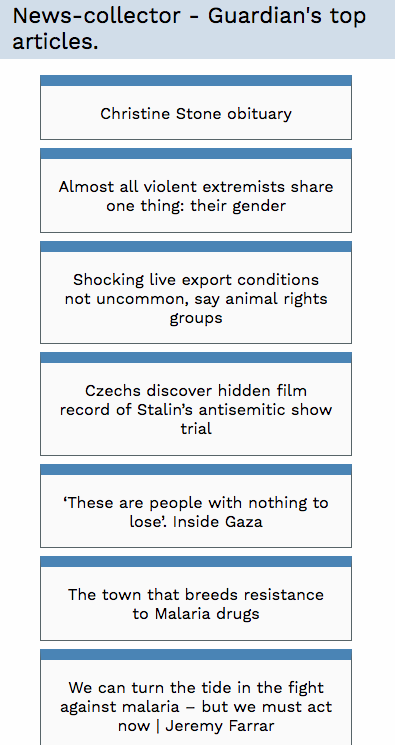 News-collector - Guardian's top
articles.
Christine Stone obituary
Almost all violent extremists share
one thing: their gender
Shocking live export conditions
not uncommon, say animal rights
groups
Czechs discover hidden film
record of Stalin’s antisemitic show
trial
‘These are people with nothing to
lose’. Inside Gaza
The town that breeds resistance
to Malaria drugs
We can turn the tide in the fight
against malaria – but we must act
now | Jeremy Farrar